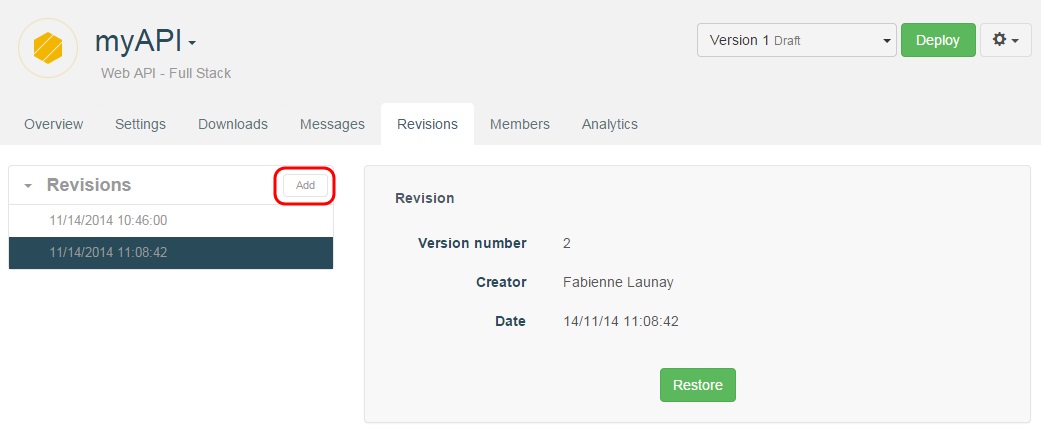 myAPI
Web API - Full Stack
Version 1 Draft
Deploy
Overview Settings Downloads Messages Revisions Members Analytics
Revisions Add
11/14/2014 10:46:00
11/14/2014 11:08:42
Revision
Version number 2
Creator Fabienne Launay
Date 14/11/14 11:08:42
Restore